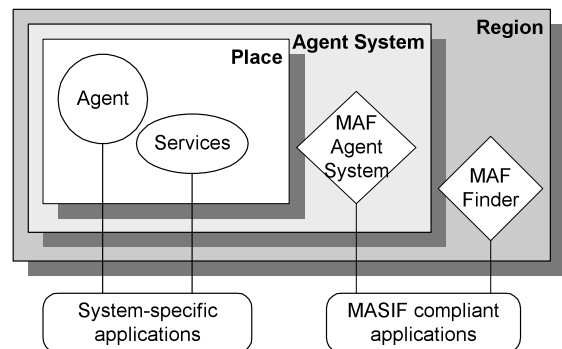 Region
Agent System
Place
Agent
Services
MAF
Agent
System
MAF
Finder
System-specific
applications
MASIF compliant
applications